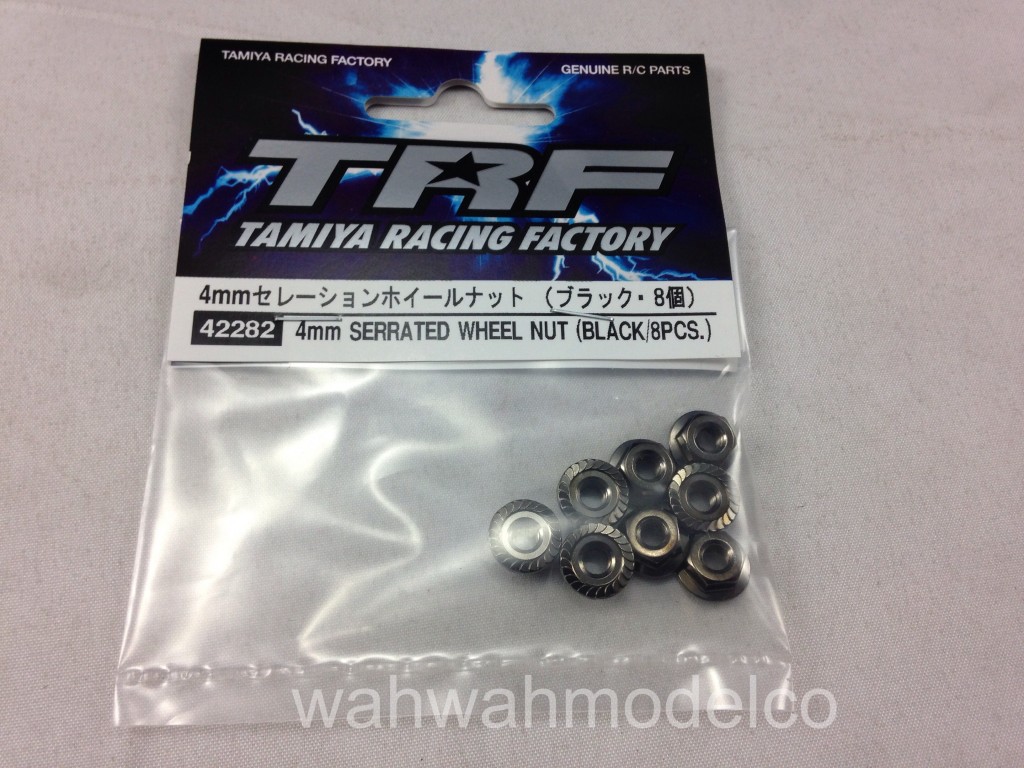 TAMIYA RACING FACTORY
GENUINE R/C PARTS
TRF
TAMIYA RACING FACTORY
4mmセレーションホイールナット (ブラック・8個)
42282 4mm SERRATED WHEEL NUT (BLACK/8PCS.)
wahwahmodelco